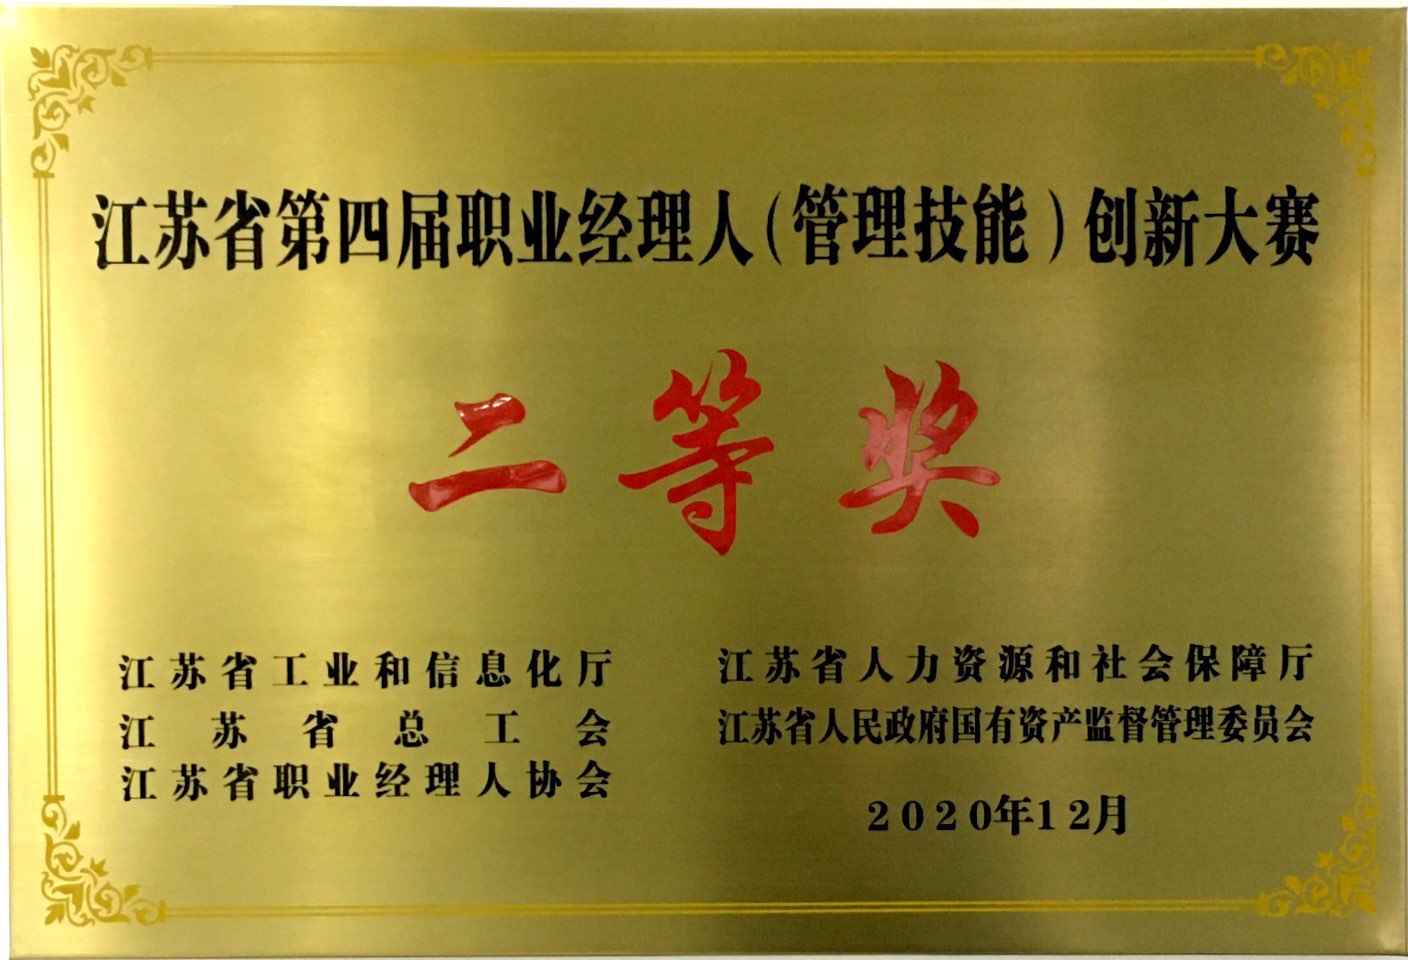 江苏省第四届职业经理人（管理技能）创新大赛
二等奖
江苏省工业和信息化厅
江苏省总工会
江苏省职业经理人协会
江苏省人力资源和社会保障厅
江苏省人民政府国有资产监督管理委员会
2020年12月